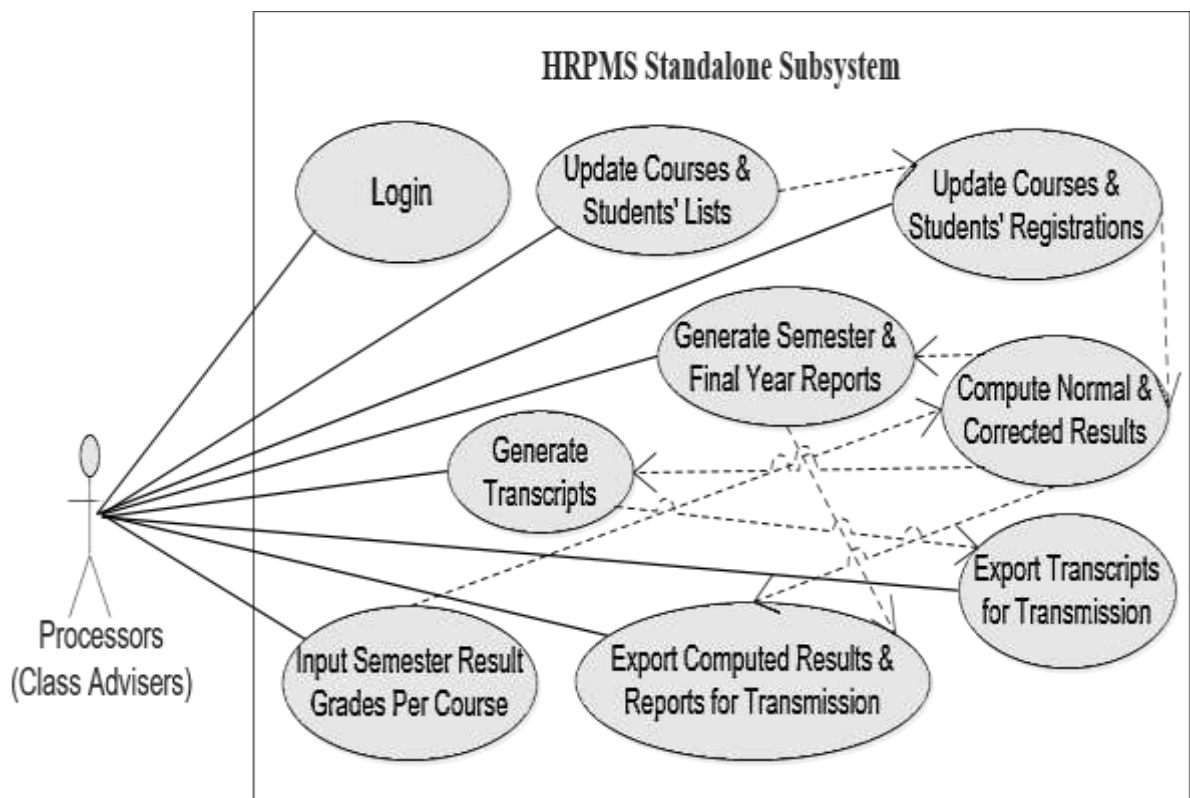 HRPMS Standalone Subsystem
Login
Update Courses &
Students' Lists
Update Courses &
Students' Registrations
Generate Semester &
Final Year Reports
Compute Normal &
Corrected Results
Generate
Transcripts
Export Transcripts
for Transmission
Processors
(Class Advisers)
Input Semester Result
Grades Per Course
Export Computed Results &
Reports for Transmission